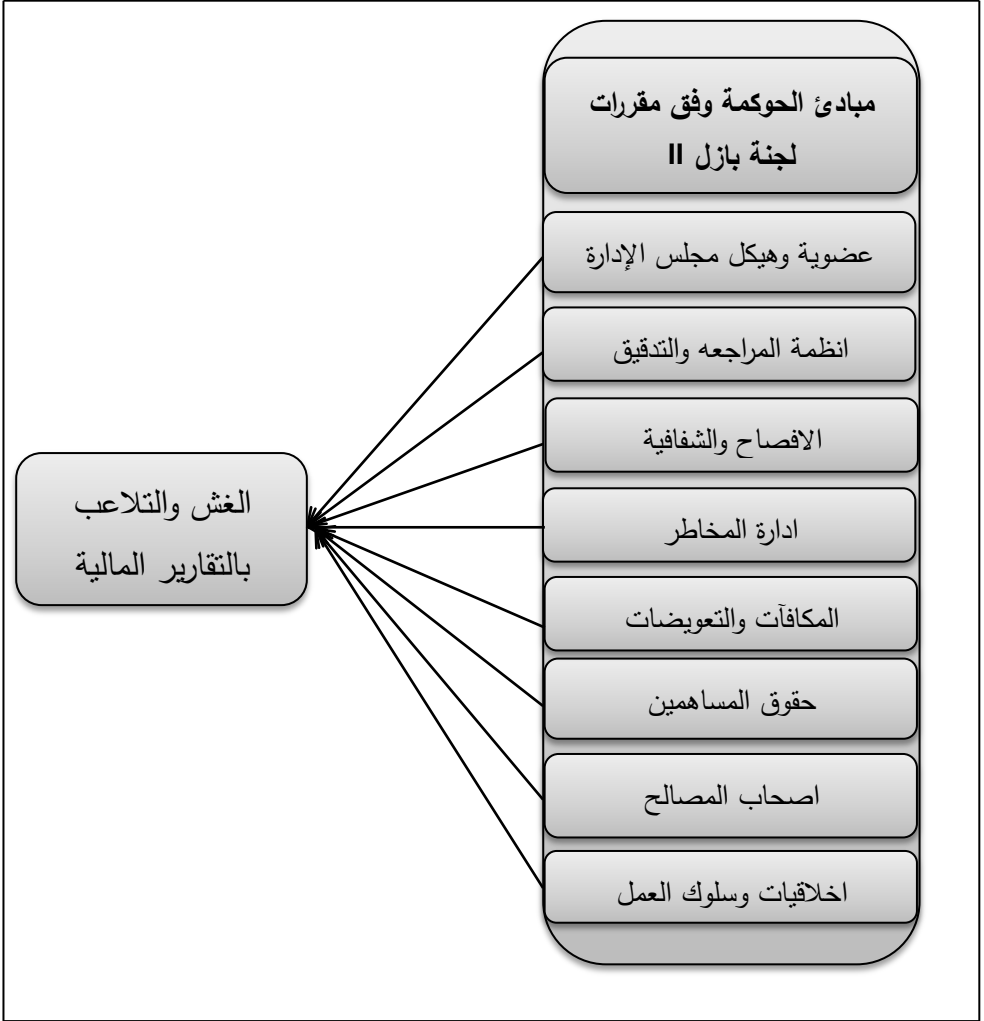 مبادئ الحوكمة وفق مقررات
لجنة بازل II
عضوية وهيكل مجلس الإدارة
انظمة المراجعه والتدقيق
الافصاح والشفافية
ادارة المخاطر
المكافآت والتعويضات
حقوق المساهمين
اصحاب المصالح
اخلاقيات وسلوك العمل
الغش والتلاعب
بالتقارير المالية